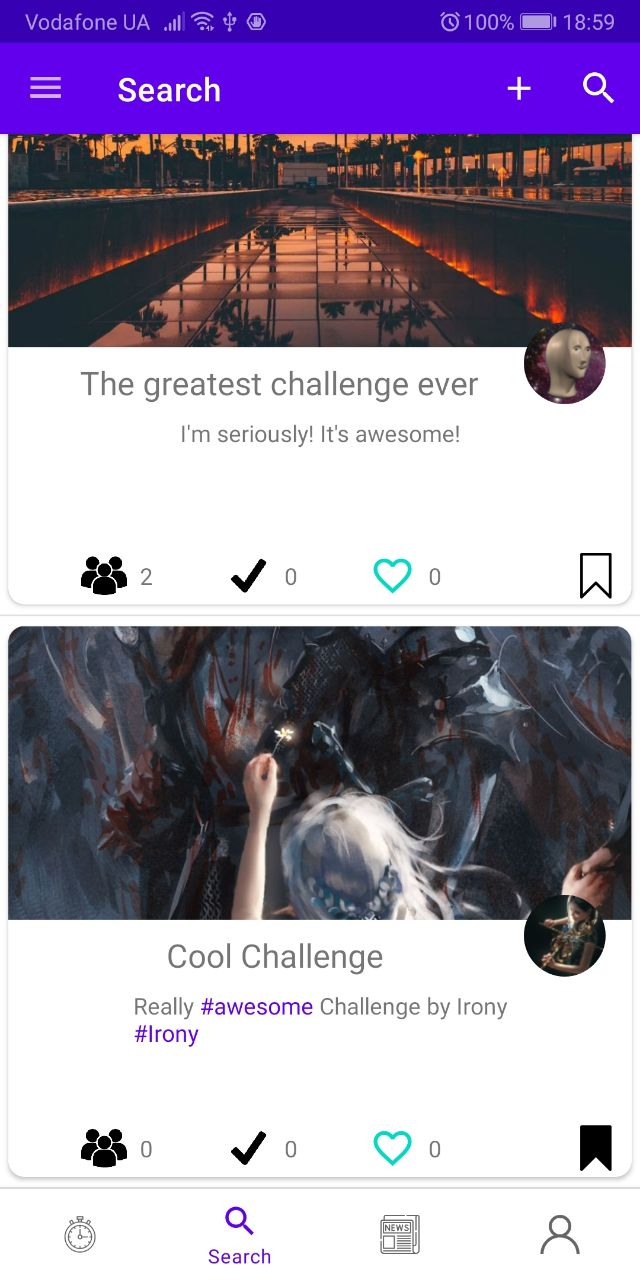 Vodafone UA 100% 18:59
Search
The greatest challenge ever
I'm seriously! It's awesome!
2 0 0
Cool Challenge
Really #awesome Challenge by Irony
#Irony
0 0 0
NEWS
Search